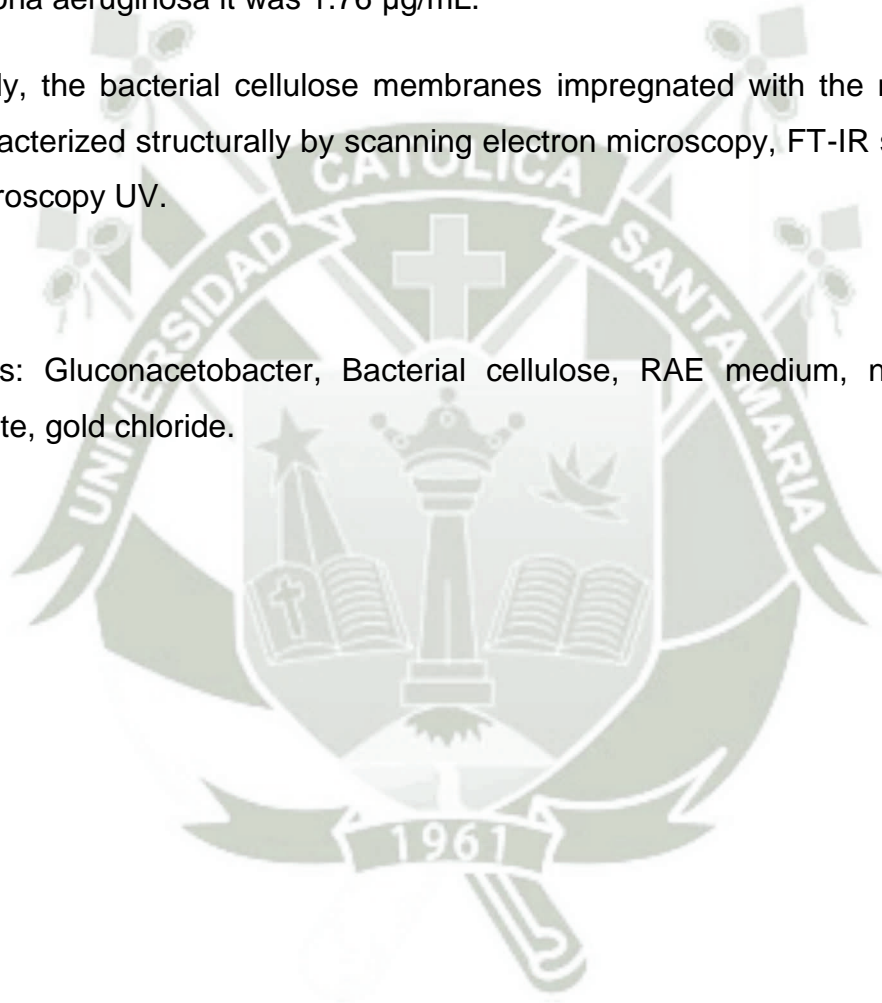 ona aeruginosa it was 1.76 µg/mL.
ly, the bacterial cellulose membranes impregnated with the
acterized structurally by scanning electron microscopy, FT-IR
roscopy UV.
s: Gluconacetobacter, Bacterial cellulose, RAE medium,
te, gold chloride.
UNIVERSIDAD CATOLICA SANTA MARIA
1961